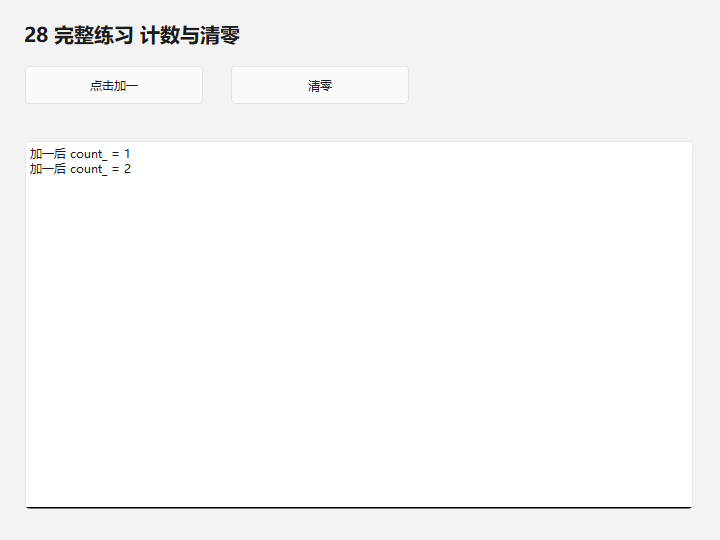 28 完整练习 计数与清零
点击加一
清零
加一后 count_ = 1
加一后 count_ = 2